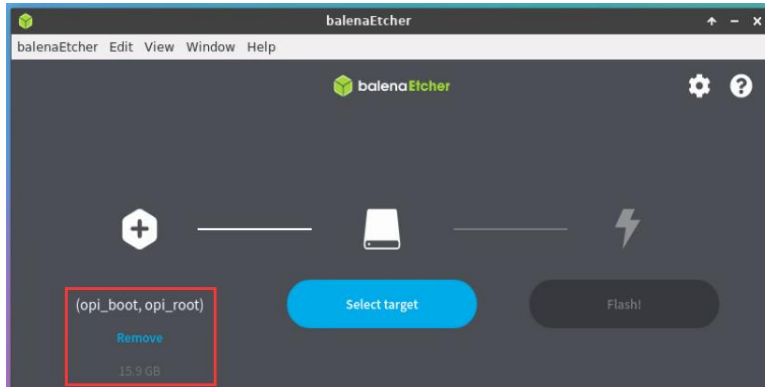 balenaEtcher
balenaEtcher Edit View Window Help
balenaEtcher
(opi_boot, opi_root)
Select target
Flash!
Remove
15.9 GB